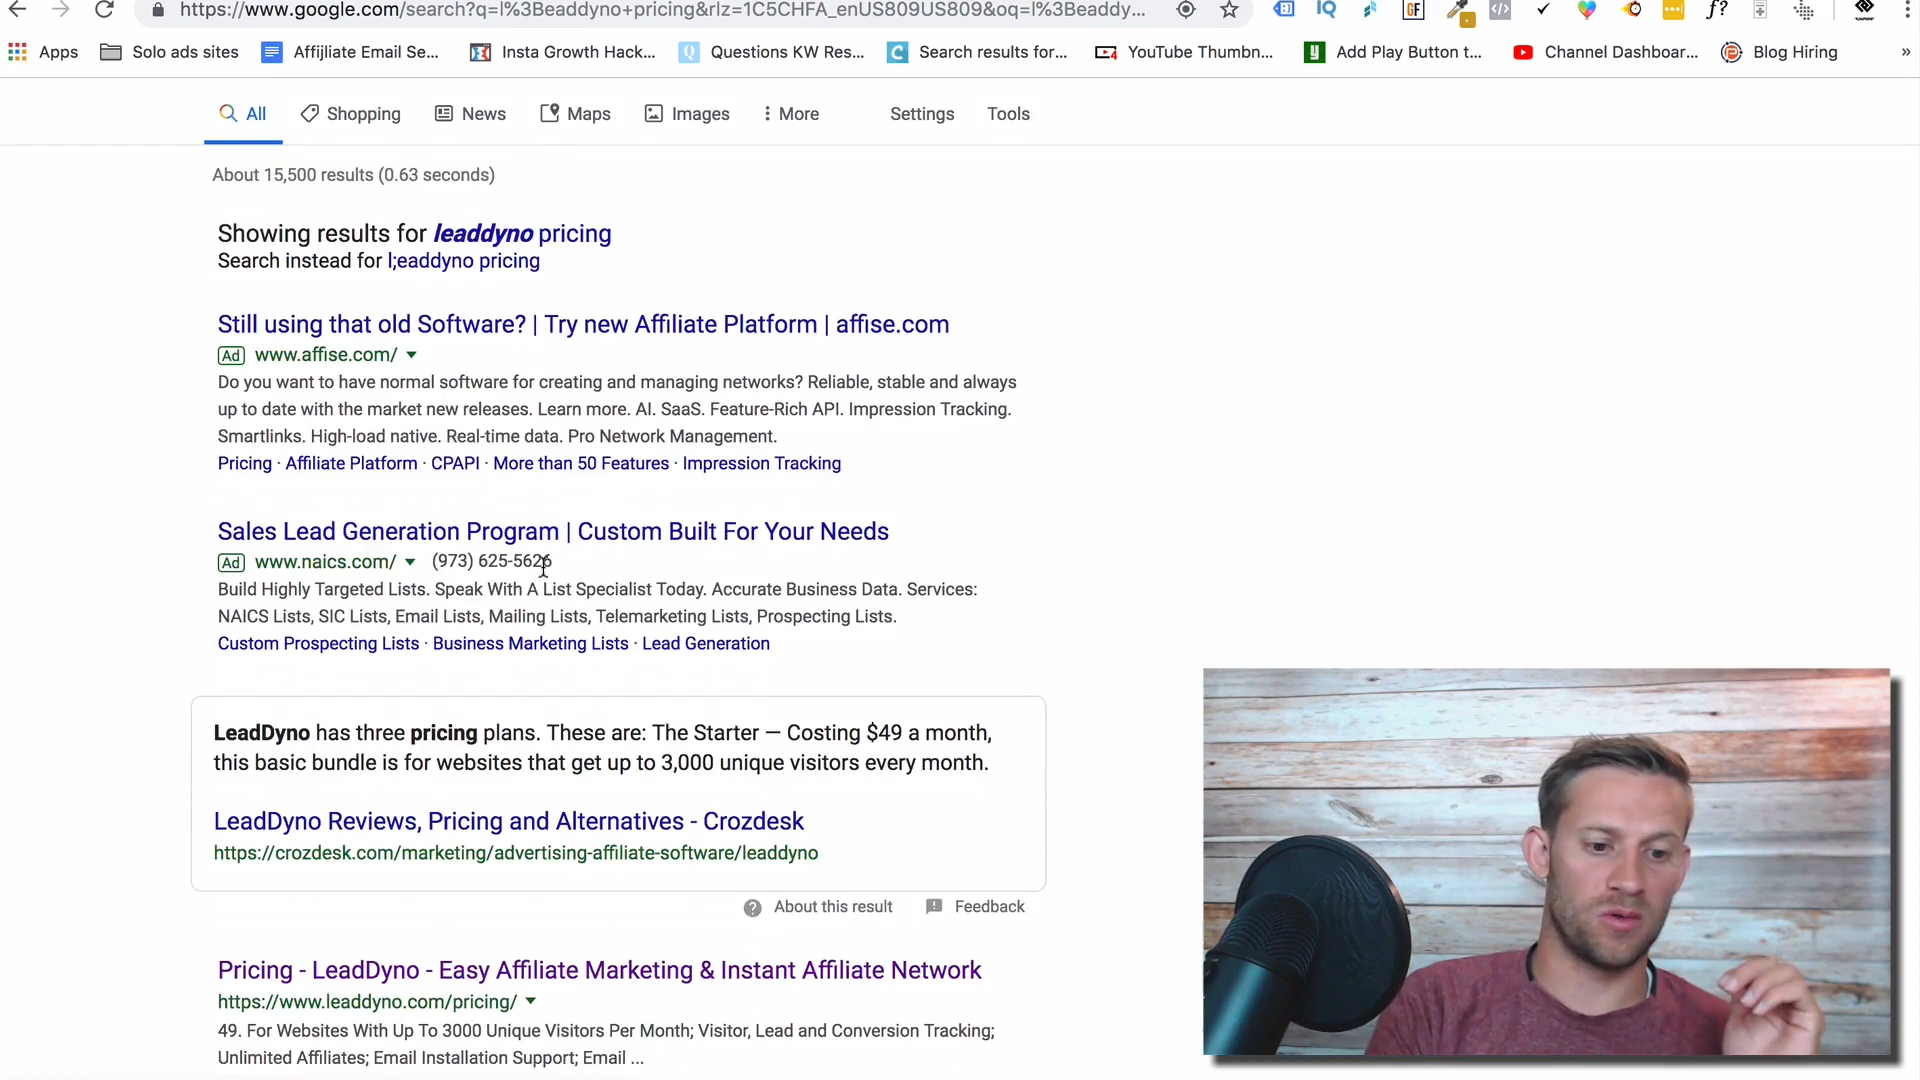 https://www.google.com/search?q=l%3Beaddyno+pricing&rlz=1C5CHFA_enUS809US809&oq=l%3Beaddy...
Apps Solo ads sites Affijliate Email Se... Insta Growth Hack... Questions KW Res... Search results for... YouTube Thumbn... Add Play Button t... Channel Dashboar... Blog Hiring »
All Shopping News Maps Images More Settings Tools
About 15,500 results (0.63 seconds)
Showing results for leaddyno pricing
Search instead for l;eaddyno pricing
Still using that old Software? | Try new Affiliate Platform | affise.com
Ad www.affise.com/
Do you want to have normal software for creating and managing networks? Reliable, stable and always
up to date with the market new releases. Learn more. AI. SaaS. Feature-Rich API. Impression Tracking.
Smartlinks. High-load native. Real-time data. Pro Network Management.
Pricing · Affiliate Platform · CPAPI · More than 50 Features · Impression Tracking
Sales Lead Generation Program | Custom Built For Your Needs
Ad www.naics.com/ (973) 625-5626
Build Highly Targeted Lists. Speak With A List Specialist Today. Accurate Business Data. Services:
NAICS Lists, SIC Lists, Email Lists, Mailing Lists, Telemarketing Lists, Prospecting Lists.
Custom Prospecting Lists · Business Marketing Lists · Lead Generation
LeadDyno has three pricing plans. These are: The Starter — Costing $49 a month,
this basic bundle is for websites that get up to 3,000 unique visitors every month.
LeadDyno Reviews, Pricing and Alternatives - Crozdesk
https://crozdesk.com/marketing/advertising-affiliate-software/leaddyno
About this result Feedback
Pricing - LeadDyno - Easy Affiliate Marketing & Instant Affiliate Network
https://www.leaddyno.com/pricing/
49. For Websites With Up To 3000 Unique Visitors Per Month; Visitor, Lead and Conversion Tracking;
Unlimited Affiliates; Email Installation Support; Email ...